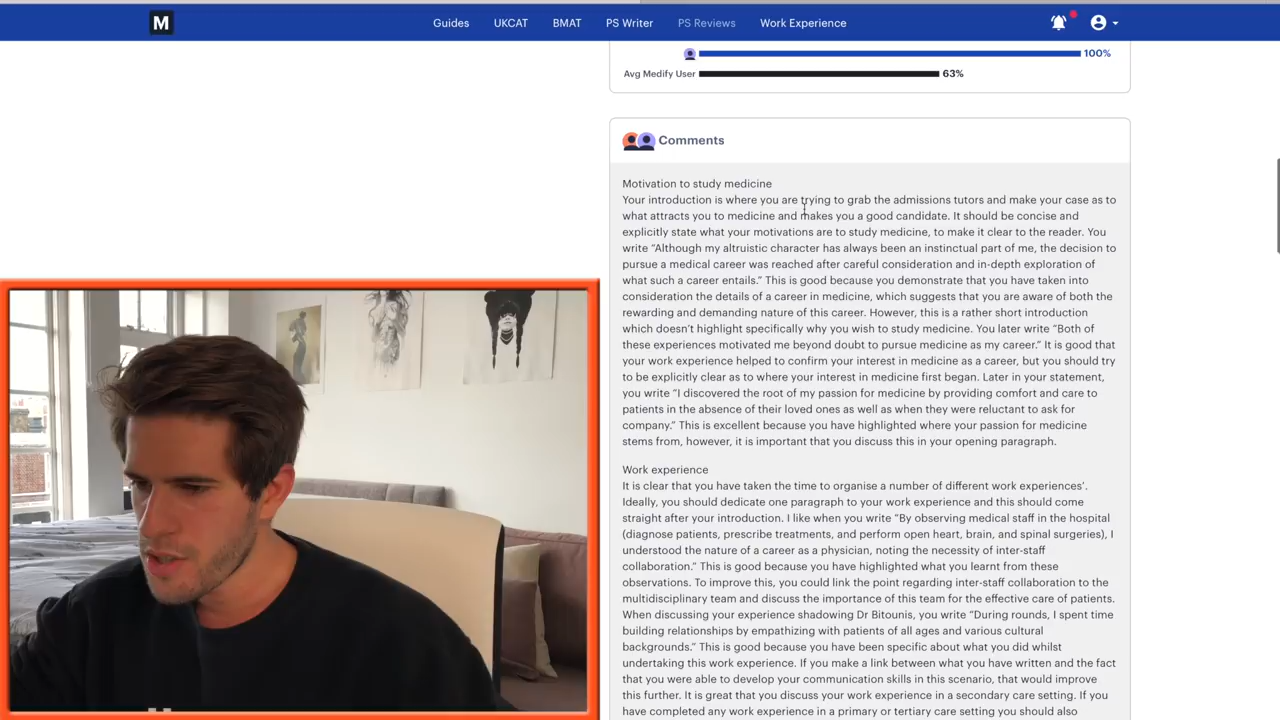 M
Guides
UKCAT
BMAT
PS Writer
PS Reviews
Work Experience
100%
Avg Medify User
63%
Comments
Motivation to study medicine
Your introduction is where you are trying to grab the admissions tutors and make your case as to
what attracts you to medicine and makes you a good candidate. It should be concise and
explicitly state what your motivations are to study medicine, to make it clear to the reader. You
write “Although my altruistic character has always been an instinctual part of me, the decision to
pursue a medical career was reached after careful consideration and in-depth exploration of
what such a career entails.” This is good because you demonstrate that you have taken into
consideration the details of a career in medicine, which suggests that you are aware of both the
rewarding and demanding nature of this career. However, this is a rather short introduction
which doesn’t highlight specifically why you wish to study medicine. You later write “Both of
these experiences motivated me beyond doubt to pursue medicine as my career.” It is good that
your work experience helped to confirm your interest in medicine as a career, but you should try
to be explicitly clear as to where your interest in medicine first began. Later in your statement,
you write “I discovered the root of my passion for medicine by providing comfort and care to
patients in the absence of their loved ones as well as when they were reluctant to ask for
company.” This is excellent because you have highlighted where your passion for medicine
stems from, however, it is important that you discuss this in your opening paragraph.
Work experience
It is clear that you have taken the time to organise a number of different work experiences’.
Ideally, you should dedicate one paragraph to your work experience and this should come
straight after your introduction. I like when you write “By observing medical staff in the hospital
(diagnose patients, prescribe treatments, and perform open heart, brain, and spinal surgeries), I
understood the nature of a career as a physician, noting the necessity of inter-staff
collaboration.” This is good because you have highlighted what you learnt from these
observations. To improve this, you could link the point regarding inter-staff collaboration to the
multidisciplinary team and discuss the importance of this team for the effective care of patients.
When discussing your experience shadowing Dr Bitounis, you write “During rounds, I spent time
building relationships by empathizing with patients of all ages and various cultural
backgrounds.” This is good because you have been specific about what you did whilst
undertaking this work experience. If you make a link between what you have written and the fact
that you were able to develop your communication skills in this scenario, that would improve
this further. It is great that you discuss your work experience in a secondary care setting. If you
have completed any work experience in a primary or tertiary care setting you should also